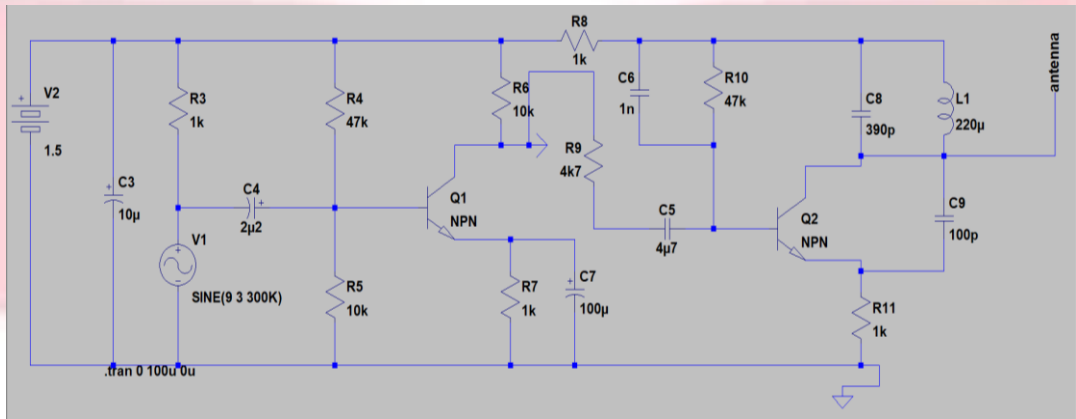 V2
1.5
C3
10µ
R3
1k
V1
SINE(9 3 300K)
.tran 0 100u 0u
C4
2µ2
R4
47k
R5
10k
Q1
NPN
R6
10k
R7
1k
C7
100µ
R8
1k
R9
4k7
C5
4µ7
C6
1n
R10
47k
Q2
NPN
C8
390p
L1
220µ
C9
100p
R11
1k
antenna